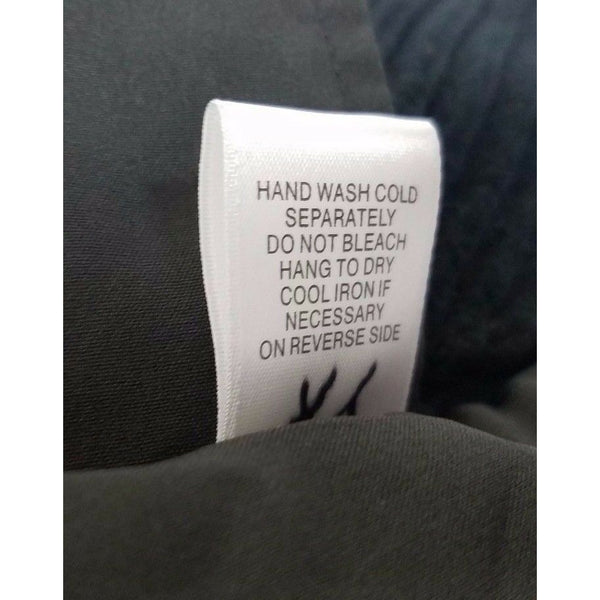 HAND WASH COLD
SEPARATELY
DO NOT BLEACH
HANG TO DRY
COOL IRON IF
NECESSARY
ON REVERSE SIDE